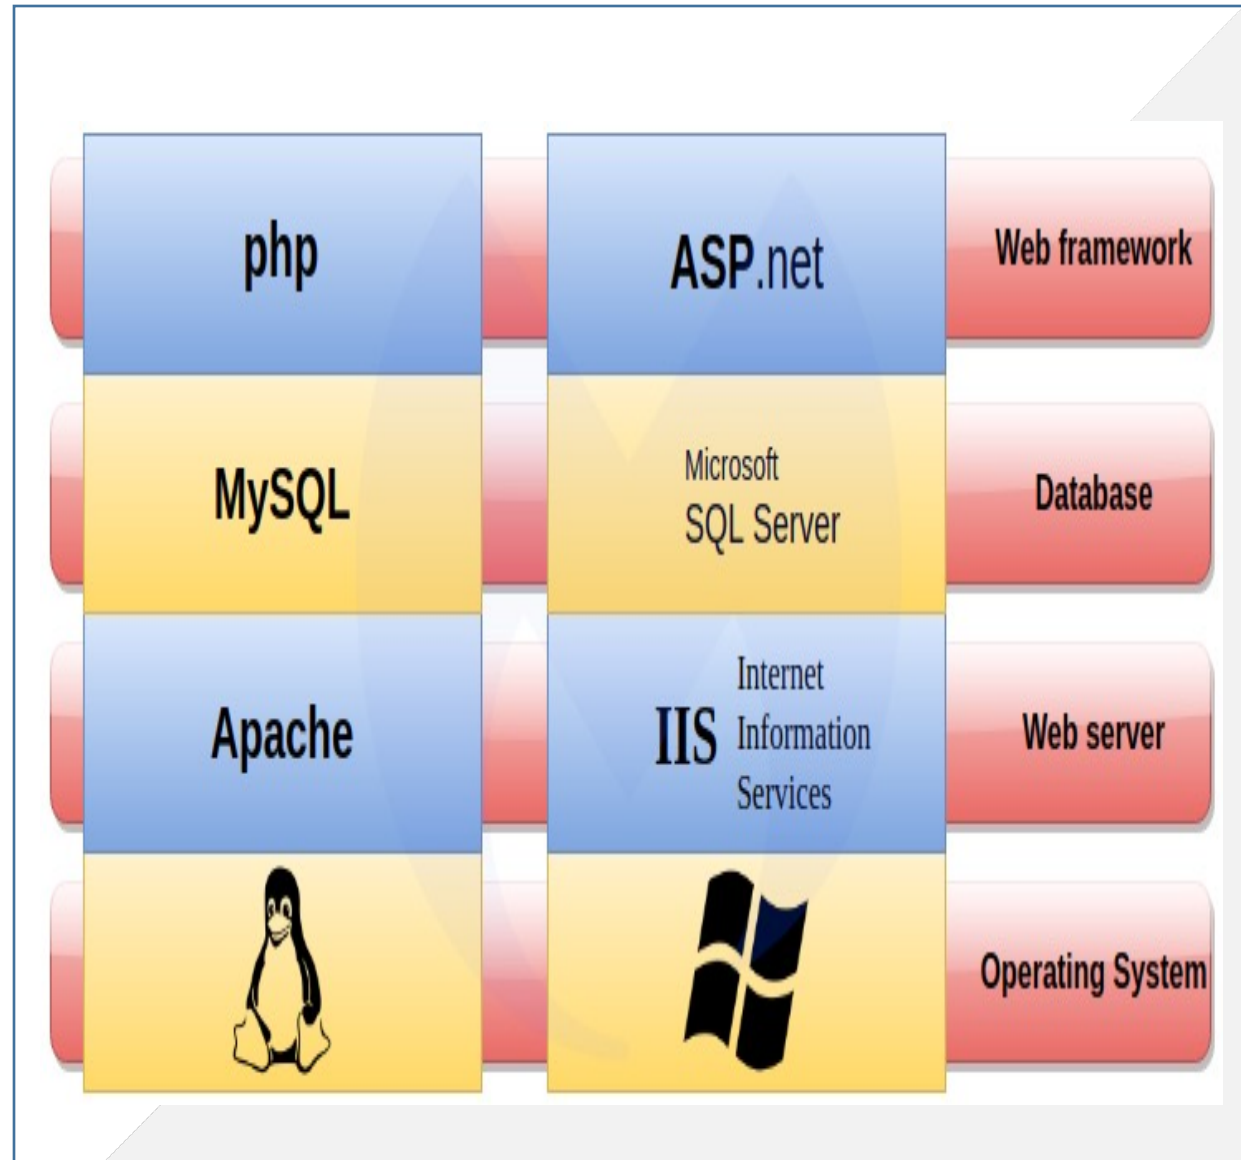 php
ASP.net
Web framework
MySQL
Microsoft
SQL Server
Database
Apache
IIS
Internet
Information
Services
Web server
Operating System